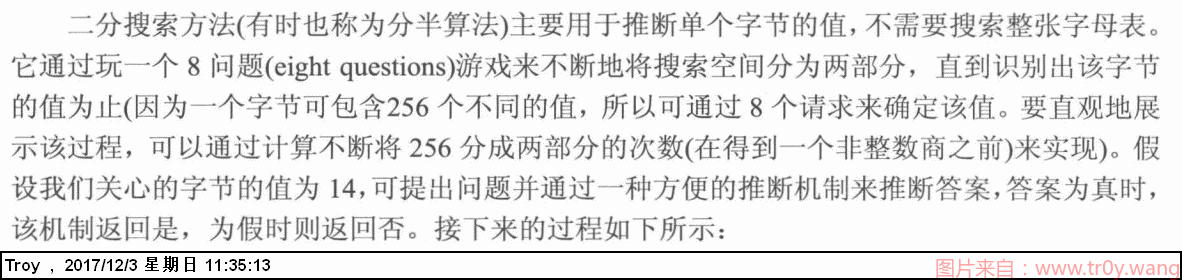 二分搜索方法(有时也称为分半算法)主要用于推断单个字节的值,不需要搜索整张字母表。
它通过玩一个 8 问题(eight questions)游戏来不断地将搜索空间分为两部分，直到识别出该字节
的值为止(因为一个字节可包含256 个不同的值，所以可通过 8 个请求来确定该值。要直观地展
示该过程，可以通过计算不断将 256 分成两部分的次数(在得到一个非整数商之前)来实现)。假
设我们关心的字节的值为 14,可提出问题并通过一种方便的推断机制来推断答案,答案为真时，
该机制返回是，为假时则返回否。接下来的过程如下所示：
Troy , 2017/12/3 星期日 11:35:13
图片来自：www.tr0y.wang